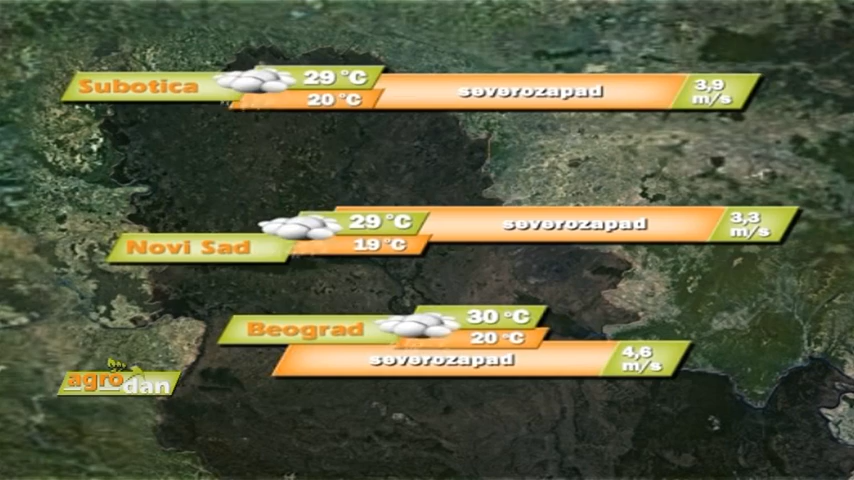 Subotica
29 °C
20 °C
severozapad
3,9
m/s
Novi Sad
29 °C
19 °C
severozapad
3,3
m/s
Beograd
30 °C
20 °C
severozapad
4,6
m/s
agro dan